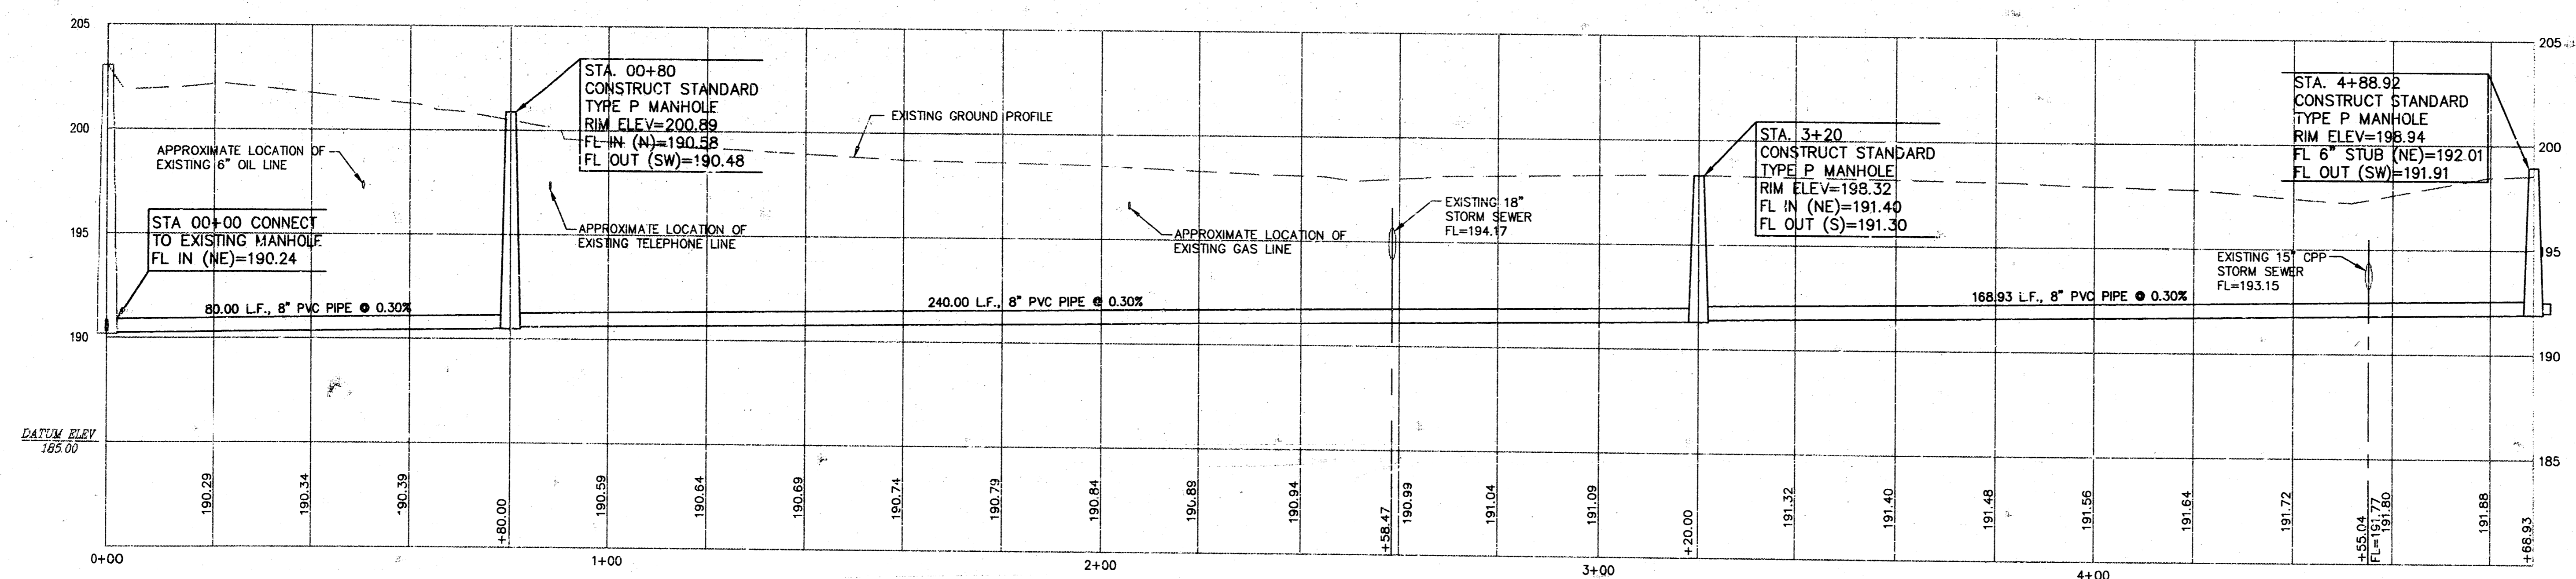 205
200
195
190
DATUM ELEV
185.00
STA. 00+80
CONSTRUCT STANDARD
TYPE P MANHOLE
RIM ELEV=200.89
FL IN (N)=190.58
FL OUT (SW)=190.48
APPROXIMATE LOCATION OF
EXISTING 6" OIL LINE
STA 00+00 CONNECT
TO EXISTING MANHOLE
FL IN (NE)=190.24
80.00 L.F., 8" PVC PIPE @ 0.30%
APPROXIMATE LOCATION OF
EXISTING TELEPHONE LINE
EXISTING GROUND PROFILE
240.00 L.F., 8" PVC PIPE @ 0.30%
APPROXIMATE LOCATION OF
EXISTING GAS LINE
EXISTING 18"
STORM SEWER
FL=194.17
STA. 3+20
CONSTRUCT STANDARD
TYPE P MANHOLE
RIM ELEV=198.32
FL IN (NE)=191.40
FL OUT (S)=191.30
168.93 L.F., 8" PVC PIPE @ 0.30%
EXISTING 15" CPP
STORM SEWER
FL=193.15
STA. 4+88.92
CONSTRUCT STANDARD
TYPE P MANHOLE
RIM ELEV=198.94
FL 6" STUB (NE)=192.01
FL OUT (SW)=191.91
205
200
195
190
185
190.29
190.34
190.39
+80.00
190.59
190.64
190.69
190.74
190.79
190.84
190.89
190.94
+58.47
190.99
191.04
191.09
+20.00
191.32
191.40
191.48
191.56
191.64
191.72
+55.04
FL=191.77
191.80
191.88
+68.93
0+00
1+00
2+00
3+00
4+00